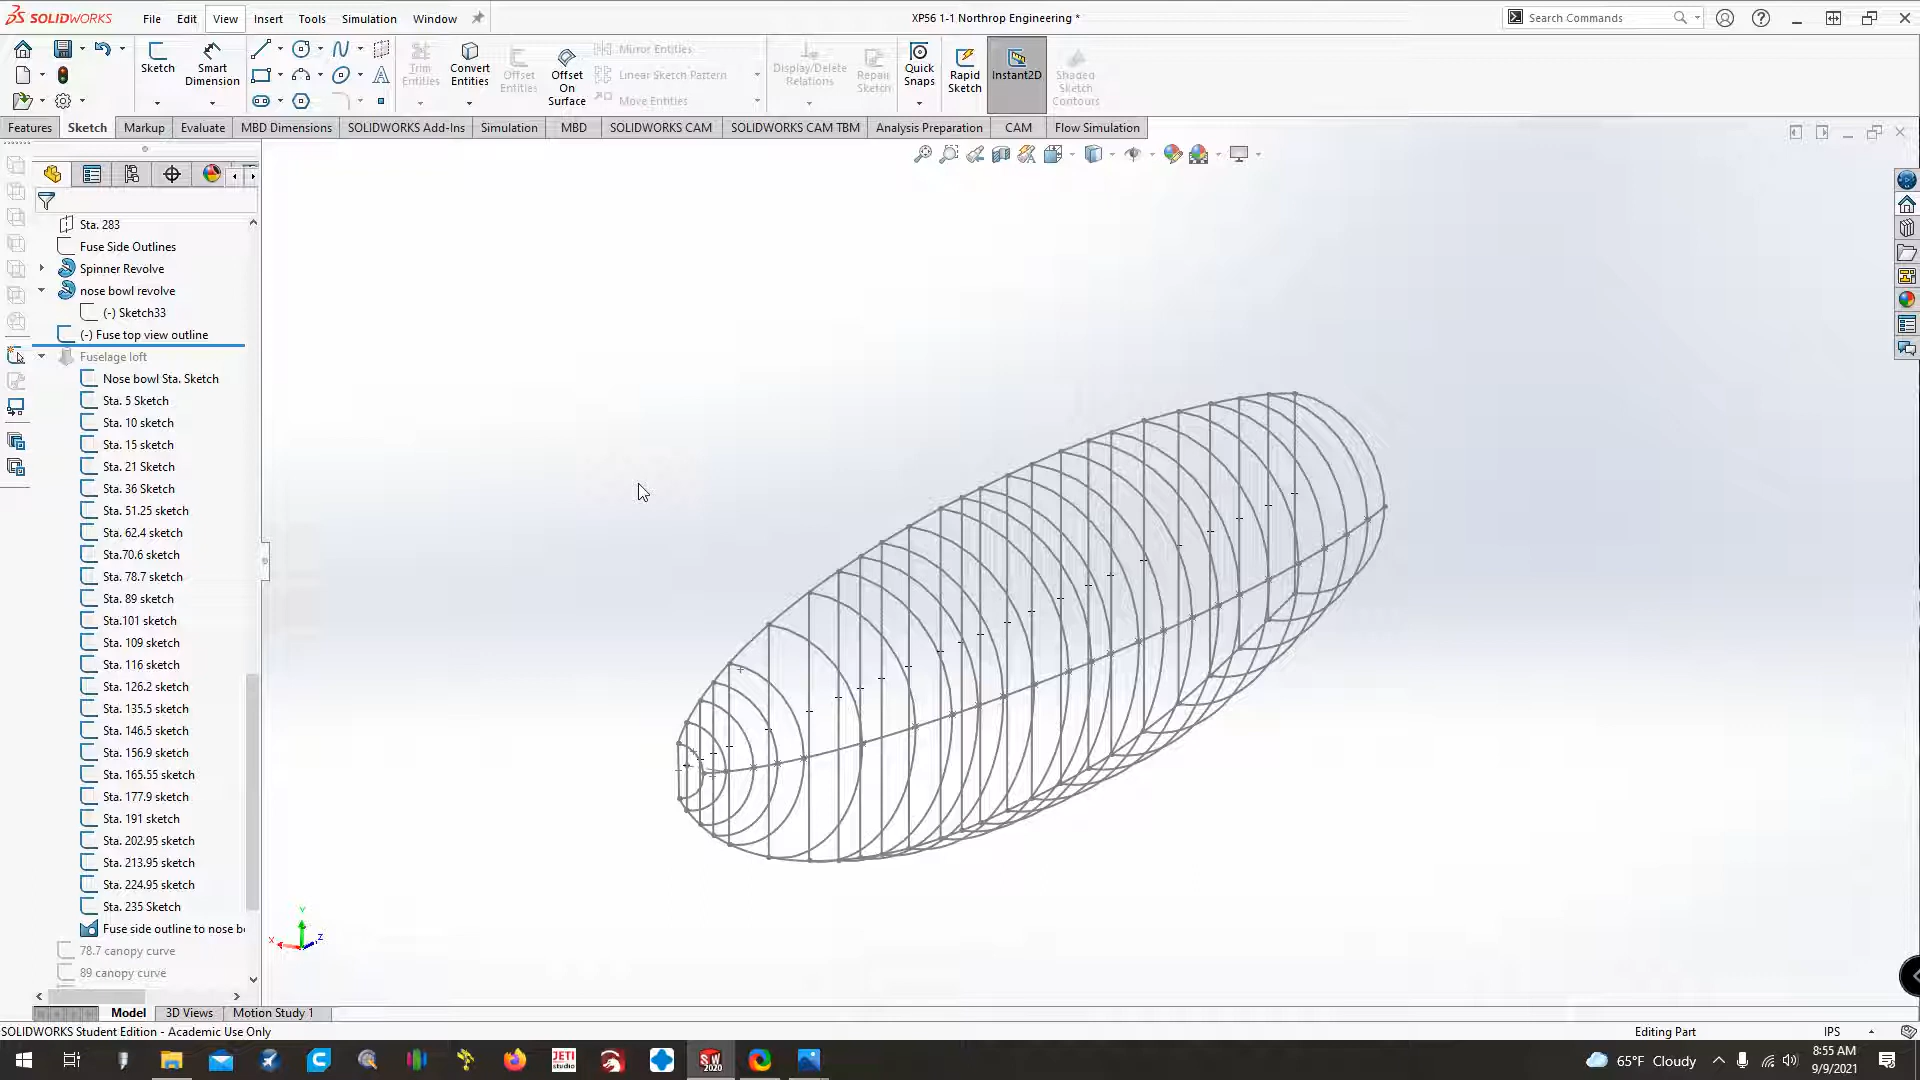 SOLIDWORKS File Edit View Insert Tools Simulation Window XP56 1-1 Northrop Engineering * Search Commands
Sketch Smart Dimension Trim Entities Convert Entities Offset Entities Offset On Surface Mirror Entities Linear Sketch Pattern Move Entities Display/Delete Relations Repair Sketch Quick Snaps Rapid Sketch Instant2D Shaded Sketch Contours
Features Sketch Markup Evaluate MBD Dimensions SOLIDWORKS Add-Ins Simulation MBD SOLIDWORKS CAM SOLIDWORKS CAM TBM Analysis Preparation CAM Flow Simulation
Sta. 283
Fuse Side Outlines
Spinner Revolve
nose bowl revolve
(-) Sketch33
(-) Fuse top view outline
Fuselage loft
Nose bowl Sta. Sketch
Sta. 5 Sketch
Sta. 10 sketch
Sta. 15 sketch
Sta. 21 Sketch
Sta. 36 Sketch
Sta. 51.25 sketch
Sta. 62.4 sketch
Sta.70.6 sketch
Sta. 78.7 sketch
Sta. 89 sketch
Sta.101 sketch
Sta. 109 sketch
Sta. 116 sketch
Sta. 126.2 sketch
Sta. 135.5 sketch
Sta. 146.5 sketch
Sta. 156.9 sketch
Sta. 165.55 sketch
Sta. 177.9 sketch
Sta. 191 sketch
Sta. 202.95 sketch
Sta. 213.95 sketch
Sta. 224.95 sketch
Sta. 235 Sketch
Fuse side outline to nose b
78.7 canopy curve
89 canopy curve
Y
X Z
Model 3D Views Motion Study 1
SOLIDWORKS Student Edition - Academic Use Only Editing Part IPS
JETI studio SW 2020 65°F Cloudy 8:55 AM
9/9/2021